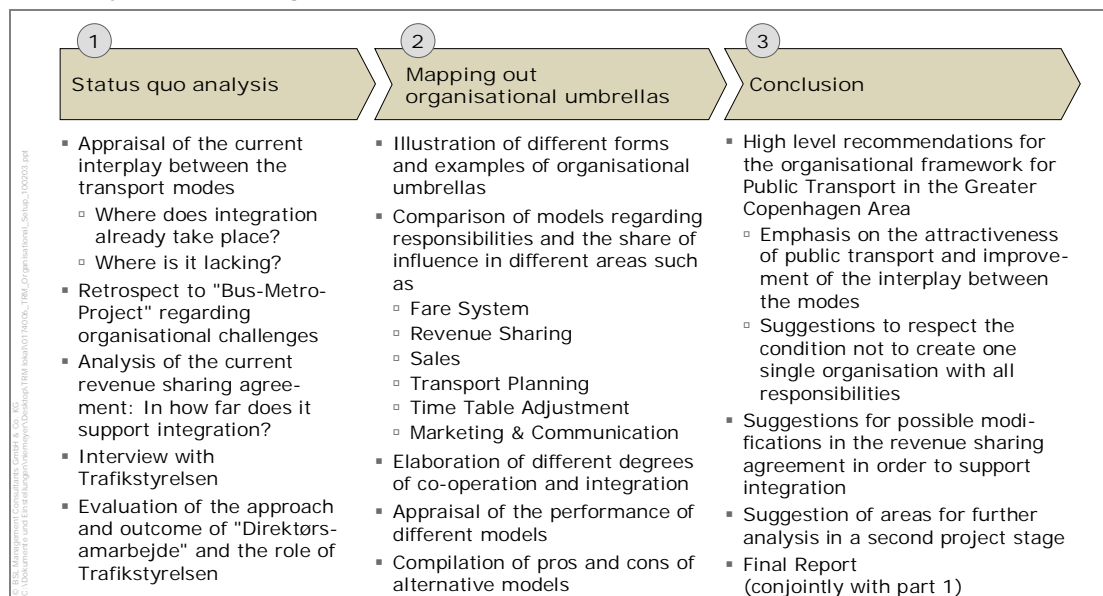 1
Status quo analysis
▪ Appraisal of the current
interplay between the
transport modes
▫ Where does integration
already take place?
▫ Where is it lacking?
▪ Retrospect to "Bus-Metro-
Project" regarding
organisational challenges
▪ Analysis of the current
revenue sharing agree-
ment: In how far does it
support integration?
▪ Interview with
Trafikstyrelsen
▪ Evaluation of the approach
and outcome of "Direktørs-
amarbejde" and the role of
Trafikstyrelsen
2
Mapping out
organisational umbrellas
▪ Illustration of different forms
and examples of organisational
umbrellas
▪ Comparison of models regarding
responsibilities and the share of
influence in different areas such
as
▫ Fare System
▫ Revenue Sharing
▫ Sales
▫ Transport Planning
▫ Time Table Adjustment
▫ Marketing & Communication
▪ Elaboration of different degrees
of co-operation and integration
▪ Appraisal of the performance of
different models
▪ Compilation of pros and cons of
alternative models
3
Conclusion
▪ High level recommendations for
the organisational framework for
Public Transport in the Greater
Copenhagen Area
▫ Emphasis on the attractiveness
of public transport and improve-
ment of the interplay between
the modes
▫ Suggestions to respect the
condition not to create one
single organisation with all
responsibilities
▪ Suggestions for possible modi-
fications in the revenue sharing
agreement in order to support
integration
▪ Suggestion of areas for further
analysis in a second project stage
▪ Final Report
(conjointly with part 1)
© BSL Management Consultants GmbH & Co. KG